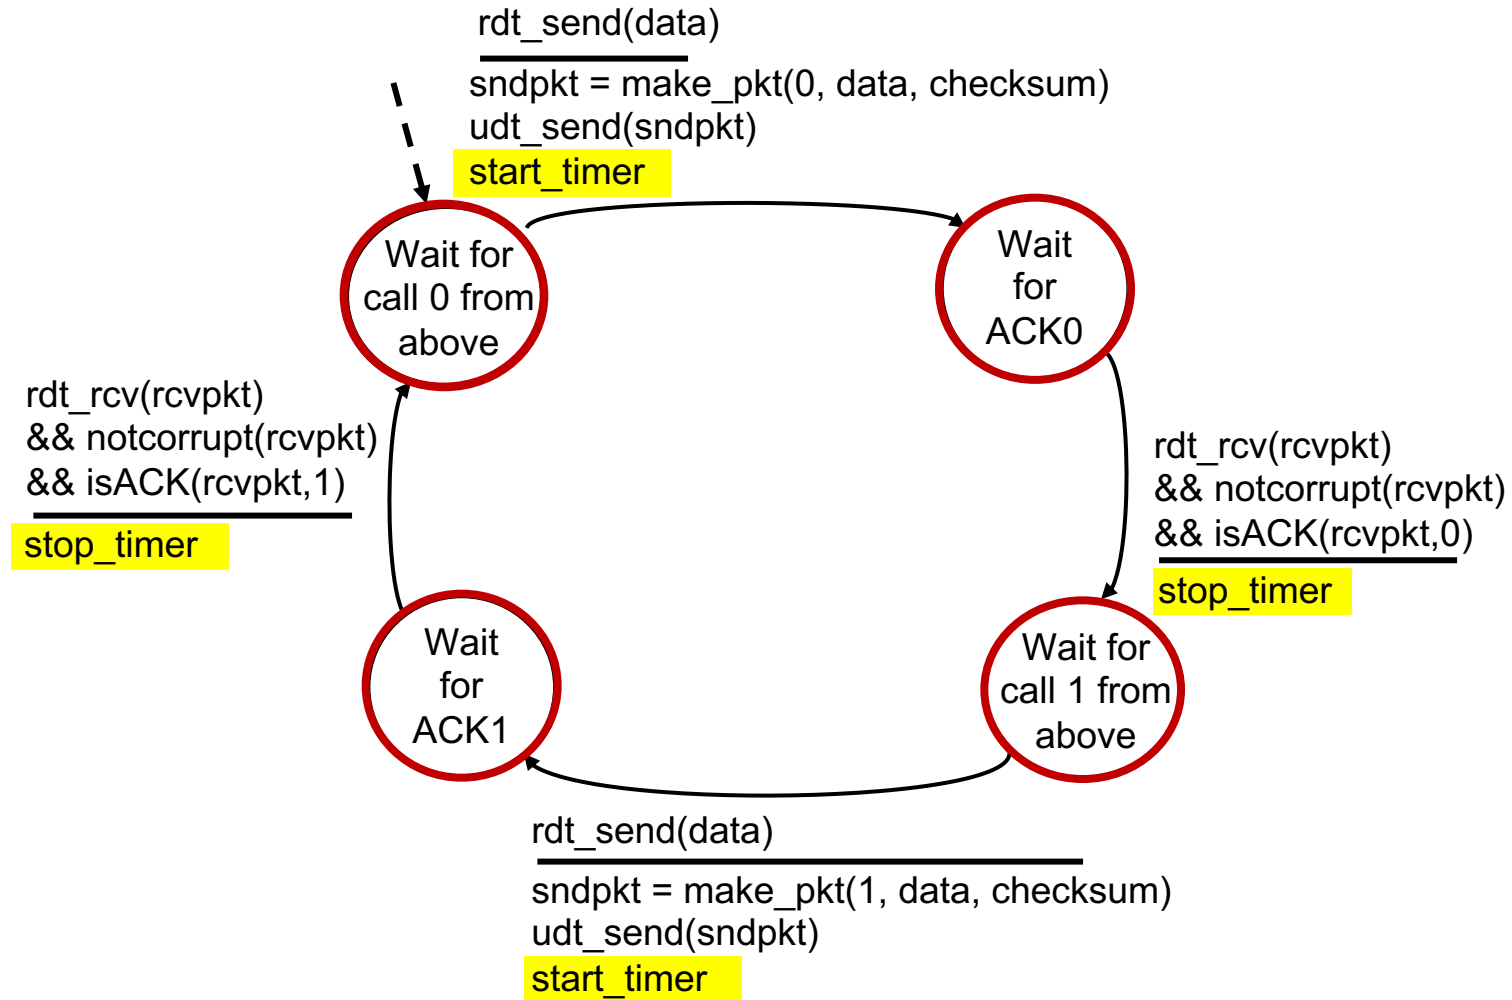 rdt_send(data)
sndpkt = make_pkt(0, data, checksum)
udt_send(sndpkt)
start_timer
Wait for
call 0 from
above
Wait
for
ACK0
rdt_rcv(rcvpkt)
&& notcorrupt(rcvpkt)
&& isACK(rcvpkt,1)
stop_timer
rdt_rcv(rcvpkt)
&& notcorrupt(rcvpkt)
&& isACK(rcvpkt,0)
stop_timer
Wait
for
ACK1
Wait for
call 1 from
above
rdt_send(data)
sndpkt = make_pkt(1, data, checksum)
udt_send(sndpkt)
start_timer